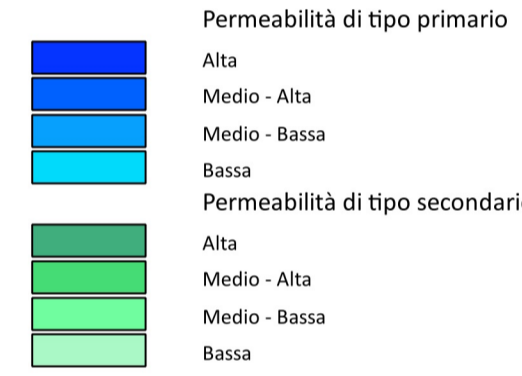 Permeabilità di tipo primario
Alta
Medio - Alta
Medio - Bassa
Bassa
Permeabilità di tipo secondari
Alta
Medio - Alta
Medio - Bassa
Bassa